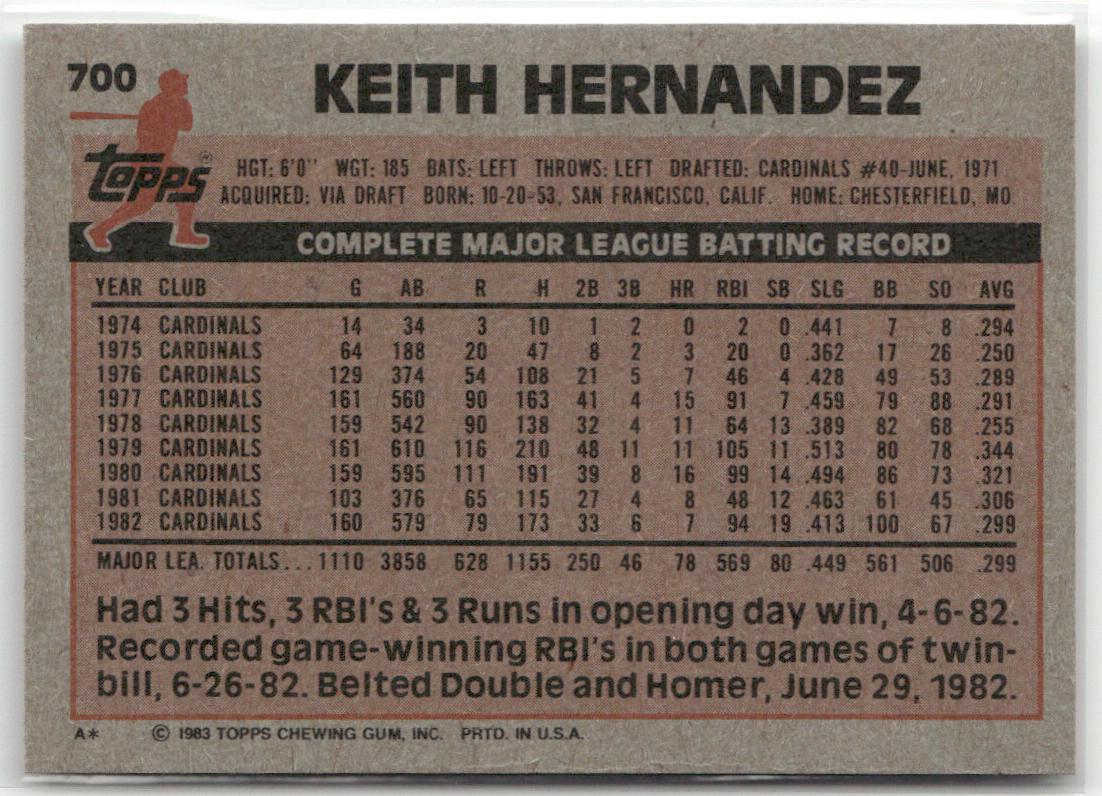 700
KEITH HERNANDEZ
topps
HGT: 6'0" WGT: 185 BATS: LEFT THROWS: LEFT DRAFTED: CARDINALS #40-JUNE, 1971
ACQUIRED: VIA DRAFT BORN: 10-20-53, SAN FRANCISCO, CALIF. HOME: CHESTERFIELD, MO
COMPLETE MAJOR LEAGUE BATTING RECORD
YEAR CLUB G AB R H 2B 3B HR RBI SB SLG BB SO AVG
1974 CARDINALS 14 34 3 10 1 2 0 2 0 .441 7 8 .294
1975 CARDINALS 64 188 20 47 8 2 3 20 0 .362 17 26 .250
1976 CARDINALS 129 374 54 108 21 5 7 46 4 .428 49 53 .289
1977 CARDINALS 161 560 90 163 41 4 15 91 7 .459 79 88 .291
1978 CARDINALS 159 542 90 138 32 4 11 64 13 .389 82 68 .255
1979 CARDINALS 161 610 116 210 48 11 11 105 11 .513 80 78 .344
1980 CARDINALS 159 595 111 191 39 8 16 99 14 .494 86 73 .321
1981 CARDINALS 103 376 65 115 27 4 8 48 12 .463 61 45 .306
1982 CARDINALS 160 579 79 173 33 6 7 94 19 .413 100 67 .299
MAJOR LEA. TOTALS... 1110 3858 628 1155 250 46 78 569 80 .449 561 506 .299
Had 3 Hits, 3 RBI's & 3 Runs in opening day win, 4-6-82.
Recorded game-winning RBI's in both games of twin-
bill, 6-26-82. Belted Double and Homer, June 29, 1982.
A* © 1983 TOPPS CHEWING GUM, INC. PRTD. IN U.S.A.